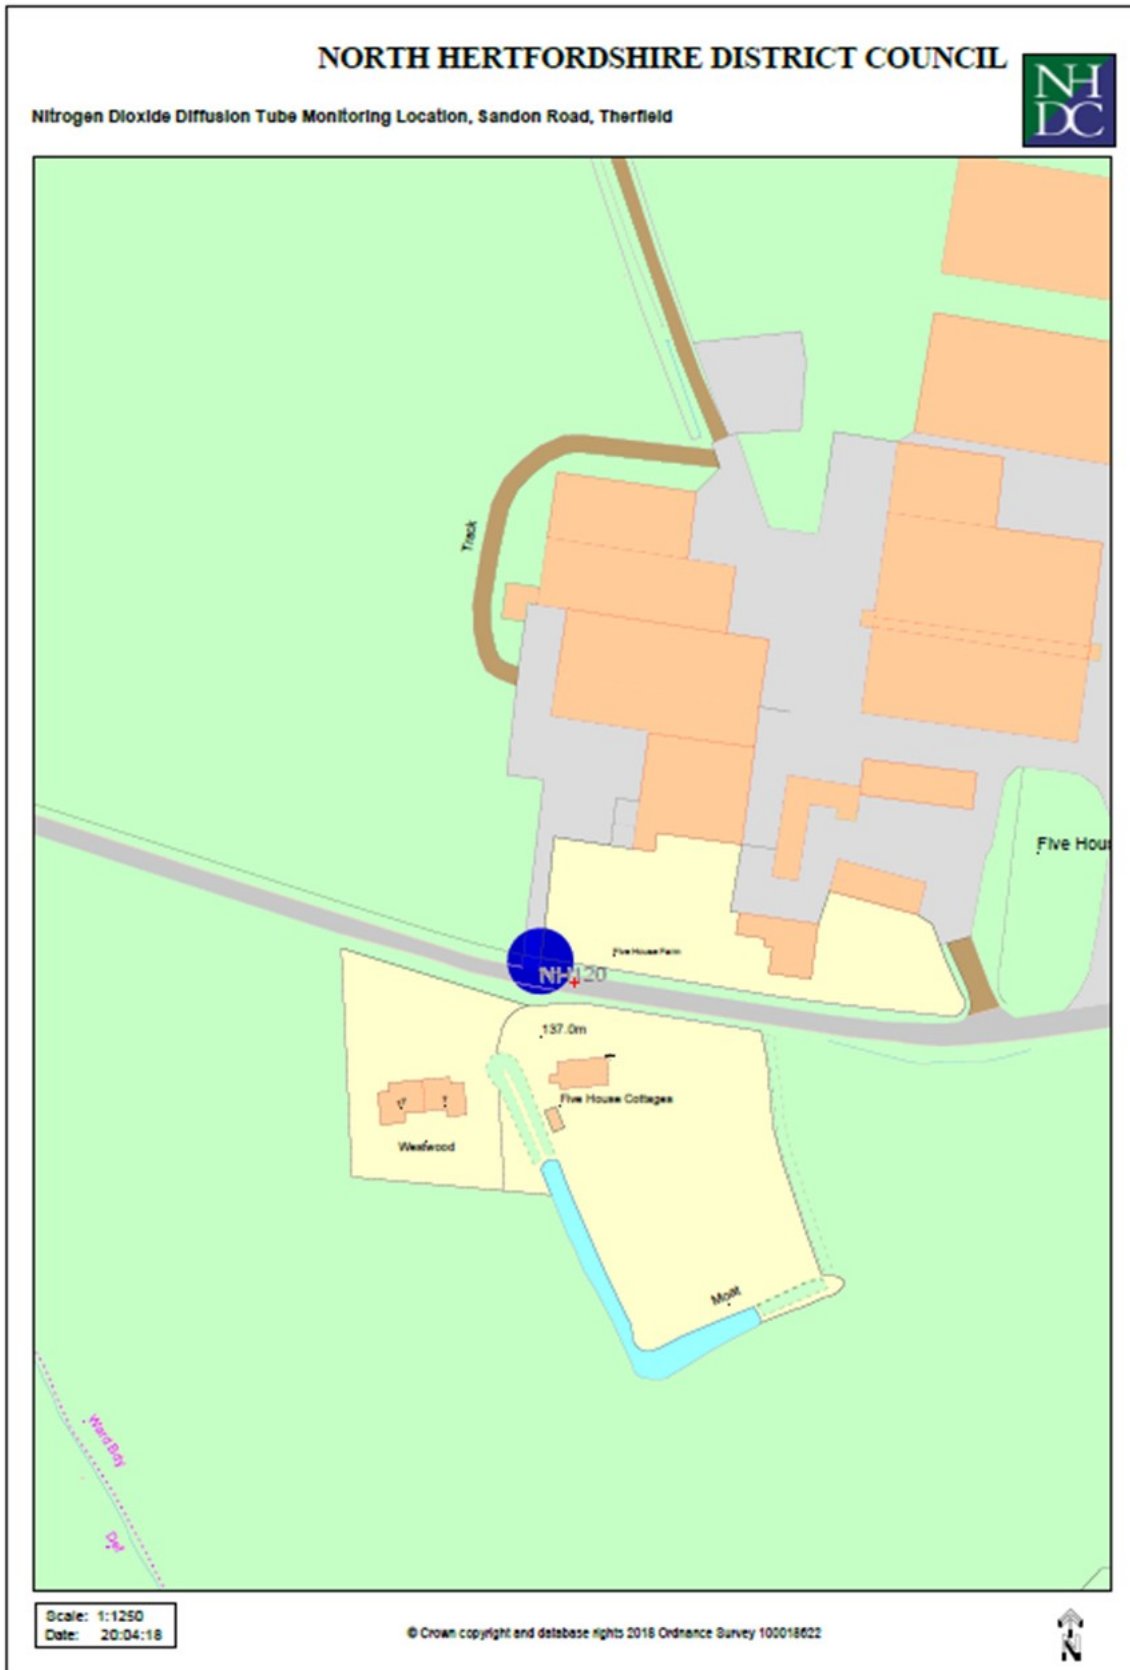 NORTH HERTFORDSHIRE DISTRICT COUNCIL
NH
DC
Nitrogen Dioxide Diffusion Tube Monitoring Location, Sandon Road, Therfield
Track
Five Hou
Five House Farm
NH120
137.0m
Five House Cottages
Westwood
Moat
Ward Bdy
Def
Scale: 1:1250
Date: 20:04:18
© Crown copyright and database rights 2018 Ordnance Survey 100018622
N